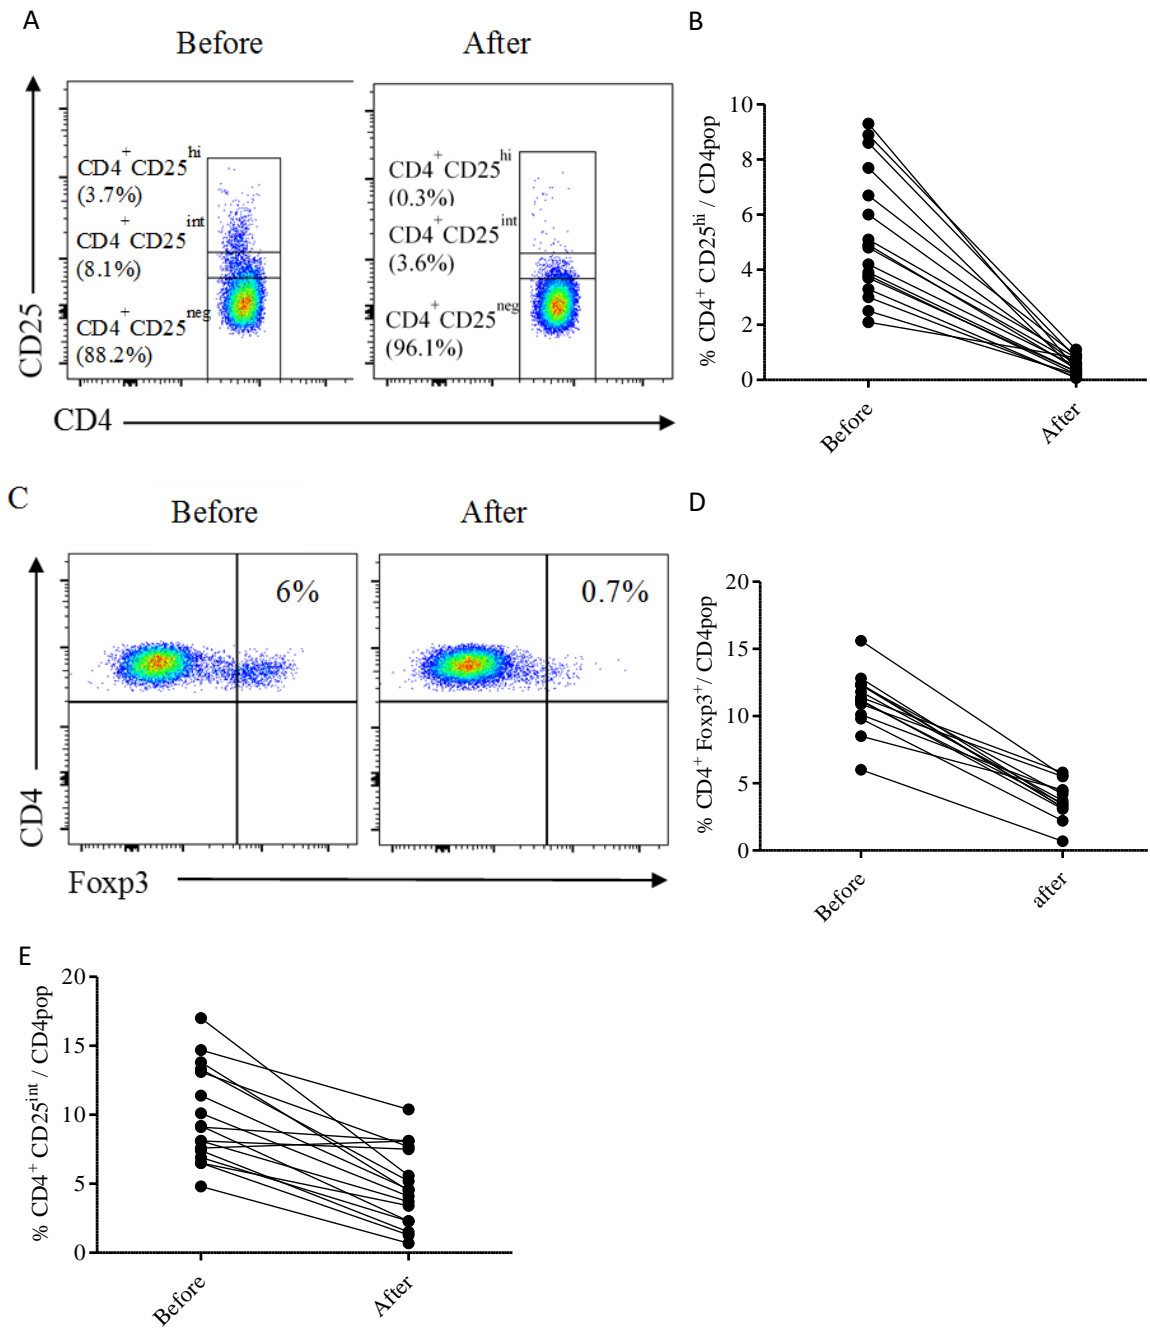 A
Before
After
CD25
CD4⁺CD25ʰⁱ
(3.7%)
CD4⁺CD25ⁱⁿᵗ
(8.1%)
CD4⁺CD25ⁿᵉᵍ
(88.2%)
CD4⁺CD25ʰⁱ
(0.3%)
CD4⁺CD25ⁱⁿᵗ
(3.6%)
CD4⁺CD25ⁿᵉᵍ
(96.1%)
CD4
B
% CD4⁺ CD25ʰⁱ / CD4pop
10
8
6
4
2
0
Before
After
C
Before
After
CD4
6%
0.7%
Foxp3
D
% CD4⁺ Foxp3⁺/ CD4pop
20
15
10
5
0
Before
after
E
% CD4⁺ CD25ⁱⁿᵗ / CD4pop
20
15
10
5
0
Before
After